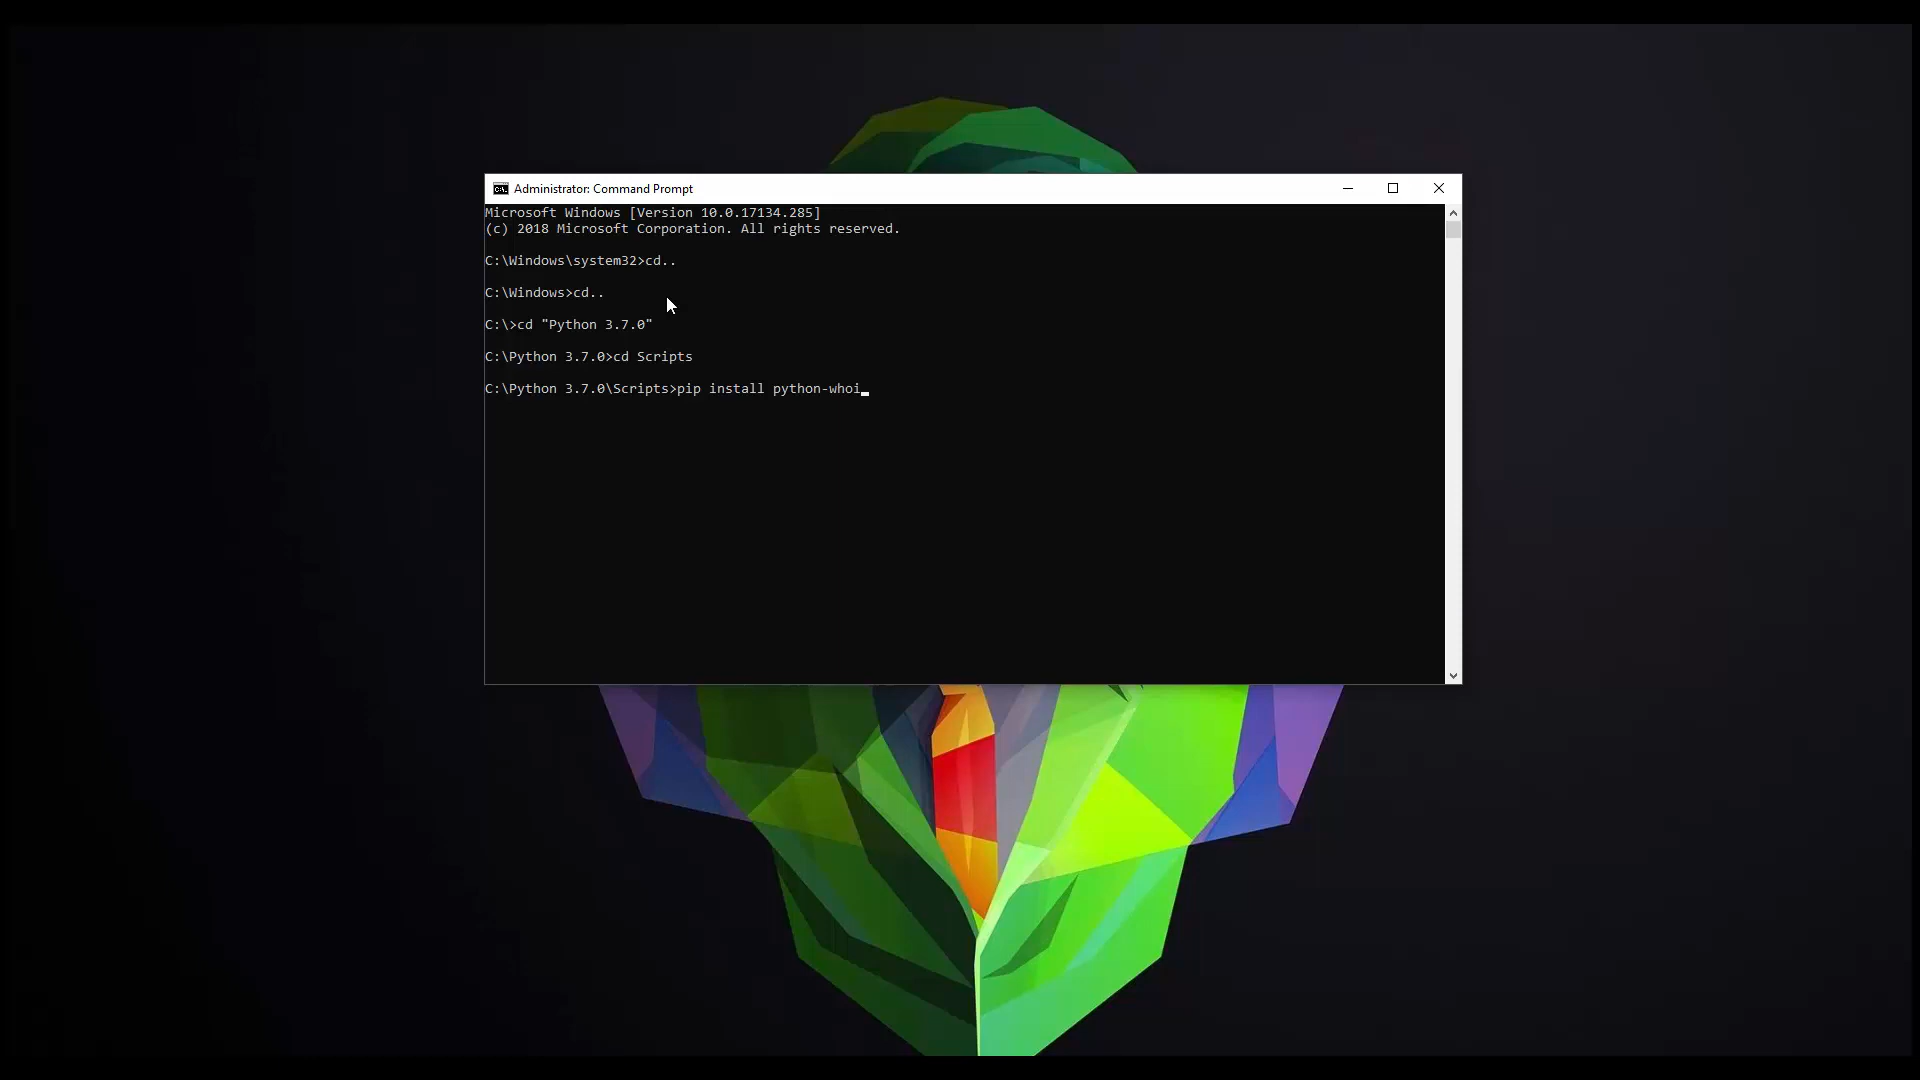 Administrator: Command Prompt
Microsoft Windows [Version 10.0.17134.285]
(c) 2018 Microsoft Corporation. All rights reserved.
C:\Windows\system32>cd..
C:\Windows>cd..
C:\>cd "Python 3.7.0"
C:\Python 3.7.0>cd Scripts
C:\Python 3.7.0\Scripts>pip install python-whoi